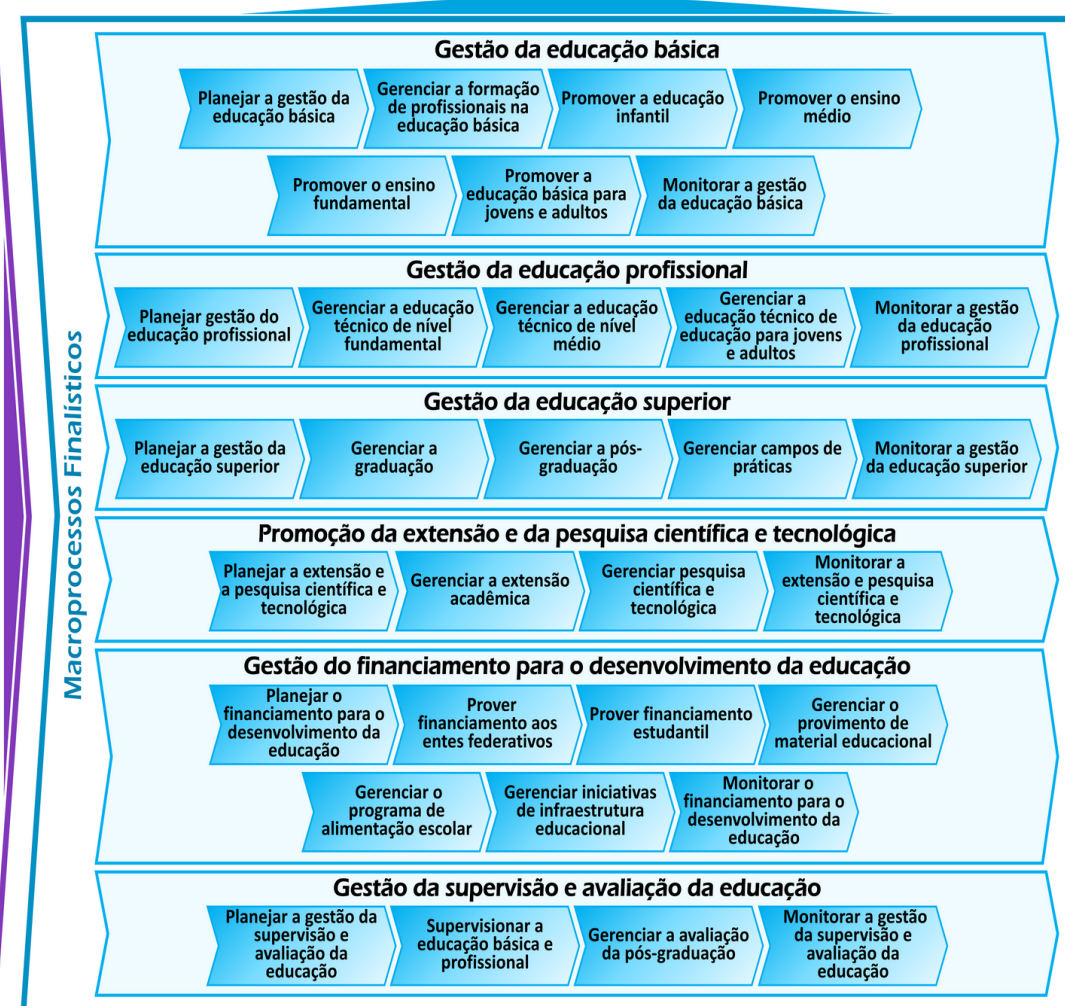 Macroprocessos Finalísticos
Gestão da educação básica
Planejar a gestão da
educação básica
Gerenciar a formação
de profissionais na
educação básica
Promover a educação
infantil
Promover o ensino
médio
Promover o ensino
fundamental
Promover a
educação básica para
jovens e adultos
Monitorar a gestão
da educação básica
Gestão da educação profissional
Planejar gestão do
educação profissional
Gerenciar a educação
técnico de nível
fundamental
Gerenciar a educação
técnico de nível
médio
Gerenciar a
educação técnico de
educação para jovens
e adultos
Monitorar a gestão
da educação
profissional
Gestão da educação superior
Planejar a gestão da
educação superior
Gerenciar a
graduação
Gerenciar a pós-
graduação
Gerenciar campos de
práticas
Monitorar a gestão
da educação superior
Promoção da extensão e da pesquisa científica e tecnológica
Planejar a extensão e
a pesquisa científica e
tecnológica
Gerenciar a extensão
acadêmica
Gerenciar pesquisa
científica e
tecnológica
Monitorar a
extensão e pesquisa
científica e
tecnológica
Gestão do financiamento para o desenvolvimento da educação
Planejar o
financiamento para o
desenvolvimento da
educação
Prover
financiamento aos
entes federativos
Prover financiamento
estudantil
Gerenciar o
provimento de
material educacional
Gerenciar o
programa de
alimentação escolar
Gerenciar iniciativas
de infraestrutura
educacional
Monitorar o
financiamento para o
desenvolvimento da
educação
Gestão da supervisão e avaliação da educação
Planejar a gestão da
supervisão e
avaliação da
educação
Supervisionar a
educação básica e
profissional
Gerenciar a avaliação
da pós-graduação
Monitorar a gestão
da supervisão e
avaliação da
educação